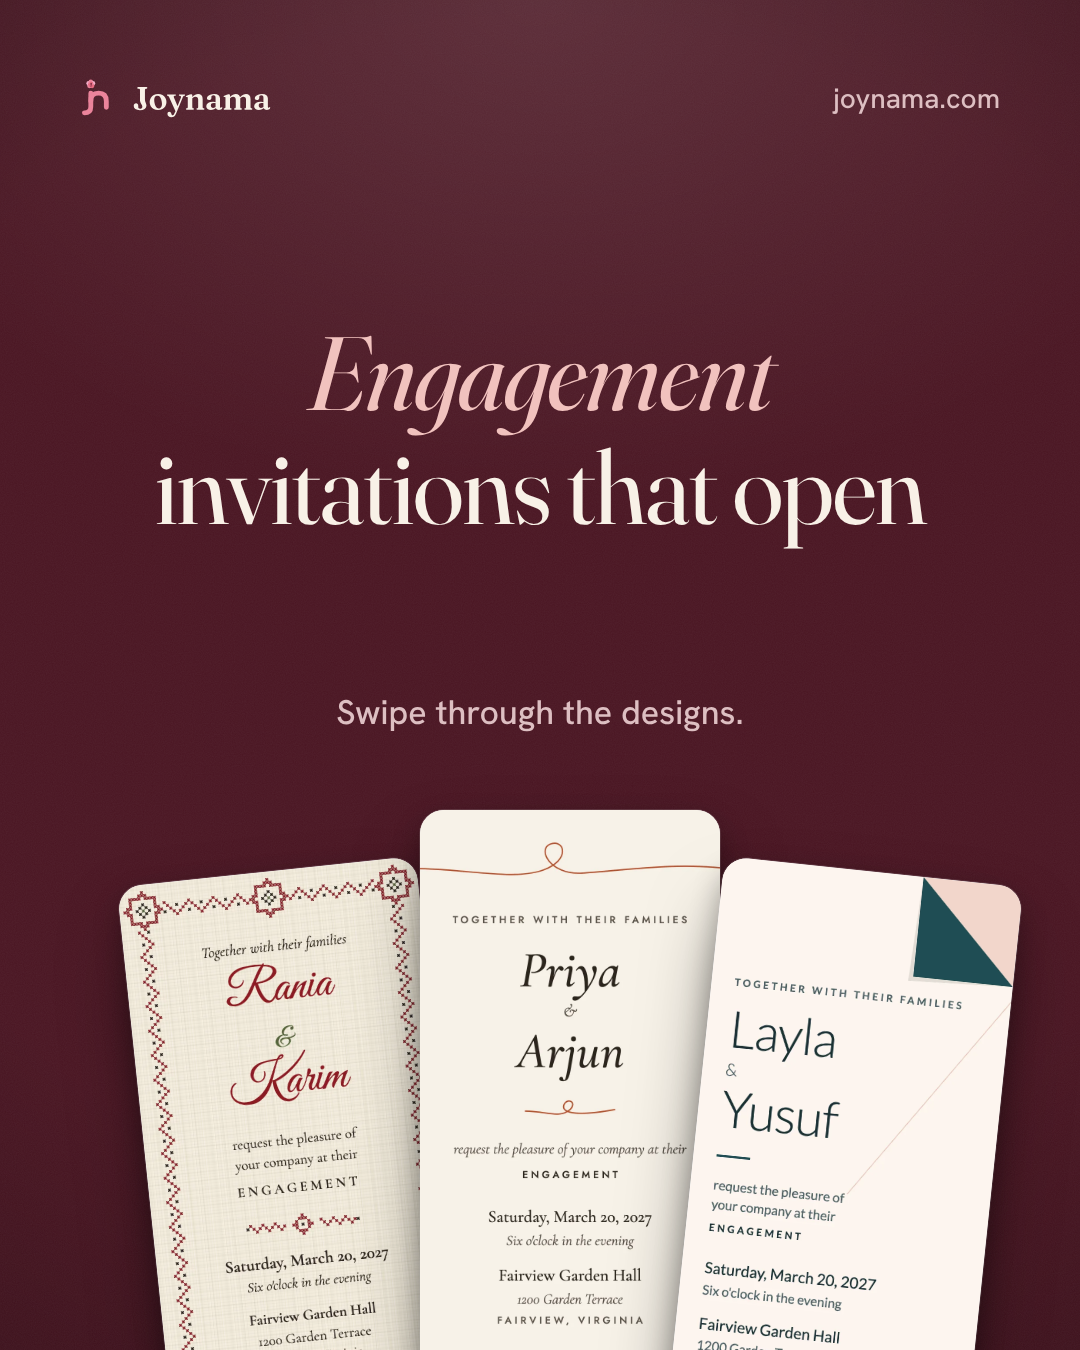 Joynama
joynama.com
Engagement
invitations that open
Swipe through the designs.
Together with their families
Rania
&
Karim
request the pleasure of
your company at their
ENGAGEMENT
Saturday, March 20, 2027
Six o'clock in the evening
Fairview Garden Hall
1200 Garden Terrace
TOGETHER WITH THEIR FAMILIES
Priya
&
Arjun
request the pleasure of your company at their
ENGAGEMENT
Saturday, March 20, 2027
Six o'clock in the evening
Fairview Garden Hall
1200 Garden Terrace
FAIRVIEW, VIRGINIA
TOGETHER WITH THEIR FAMILIES
Layla
&
Yusuf
request the pleasure of
your company at their
ENGAGEMENT
Saturday, March 20, 2027
Six o'clock in the evening
Fairview Garden Hall
1200 Garden Terrace